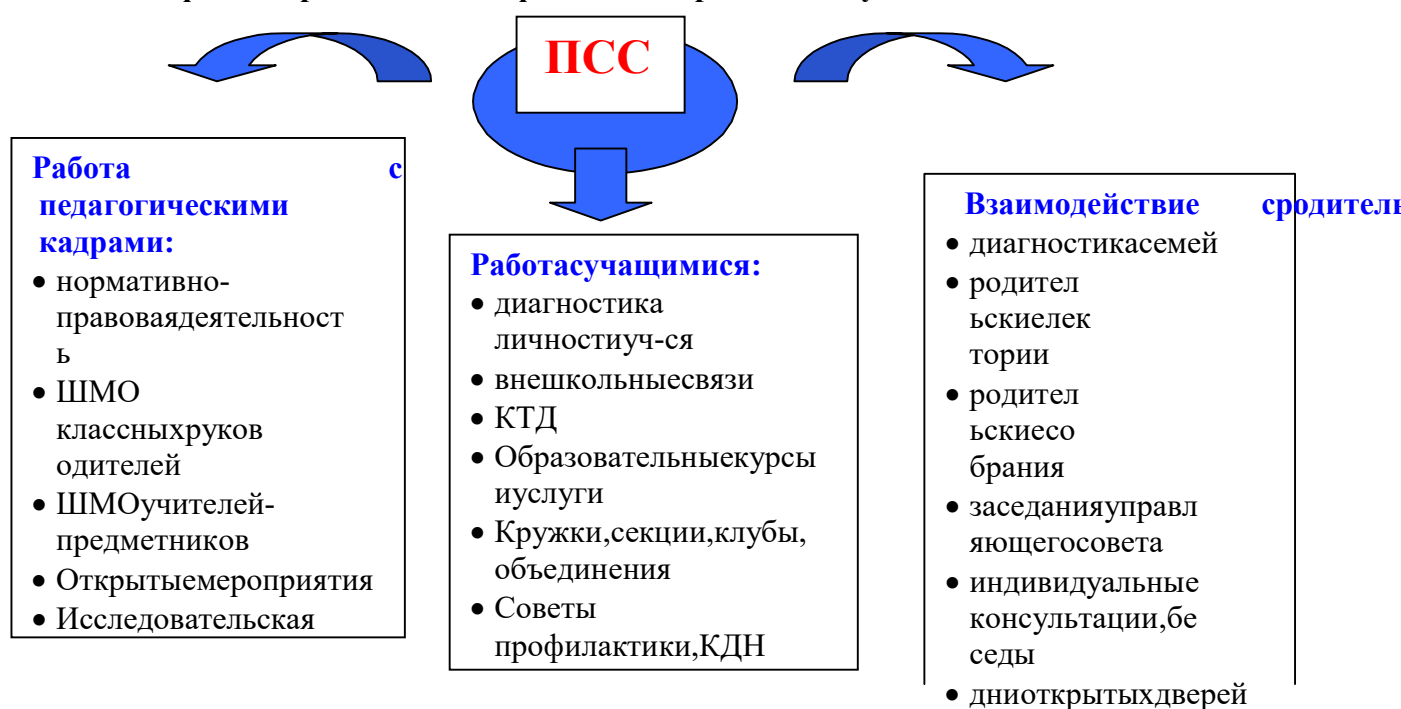 ПСС
Работа с
педагогическими
кадрами:
• нормативно-
правоваядеятельност
ь
• ШМО
классныхруков
одителей
• ШМОучителей-
предметников
• Открытыемероприятия
• Исследовательская
Работасучащимися:
• диагностика
личностиуч-ся
• внешкольныесвязи
• КТД
• Образовательныекурсы
иуслуги
• Кружки,секции,клубы,
объединения
• Советы
профилактики,КДН
Взаимодействие сродитель
• диагностикасемей
• родител
ьскиелек
тории
• родител
ьскиесо
брания
• заседанияуправл
яющегосовета
• индивидуальные
консультации,бе
седы
• дниоткрытыхдверей